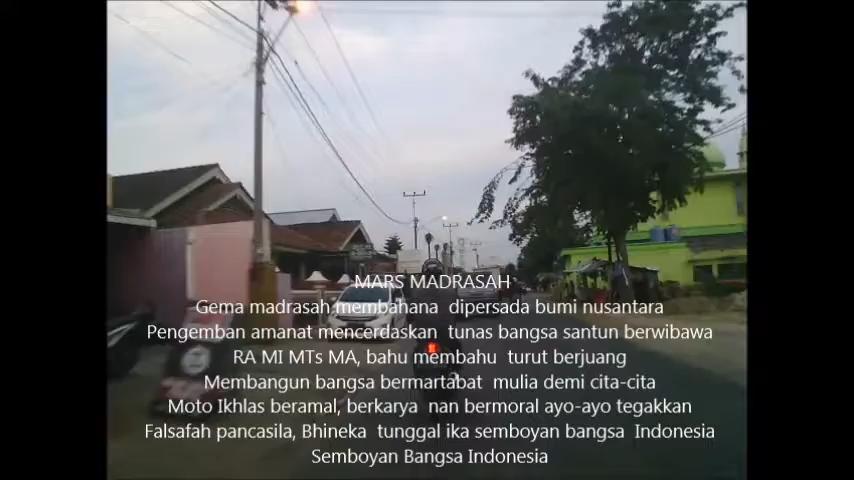 MARS MADRASAH
Gema madrasah membahana dipersada bumi nusantara
Pengemban amanat mencerdaskan tunas bangsa santun berwibawa
RA MI MTs MA, bahu membahu turut berjuang
Membangun bangsa bermartabat mulia demi cita-cita
Moto Ikhlas beramal, berkarya nan bermoral ayo-ayo tegakkan
Falsafah pancasila, Bhineka tunggal ika semboyan bangsa Indonesia
Semboyan Bangsa Indonesia